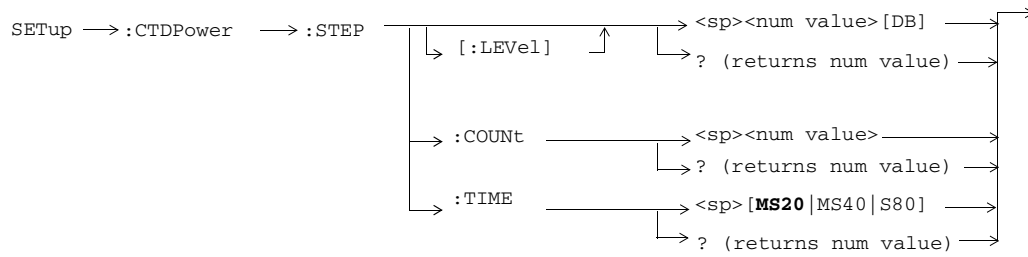 SETup :CTDPower :STEP <sp><num value>[DB]
[:LEVel] ? (returns num value)
:COUNt <sp><num value>
? (returns num value)
:TIME <sp>[MS20|MS40|S80]
? (returns num value)